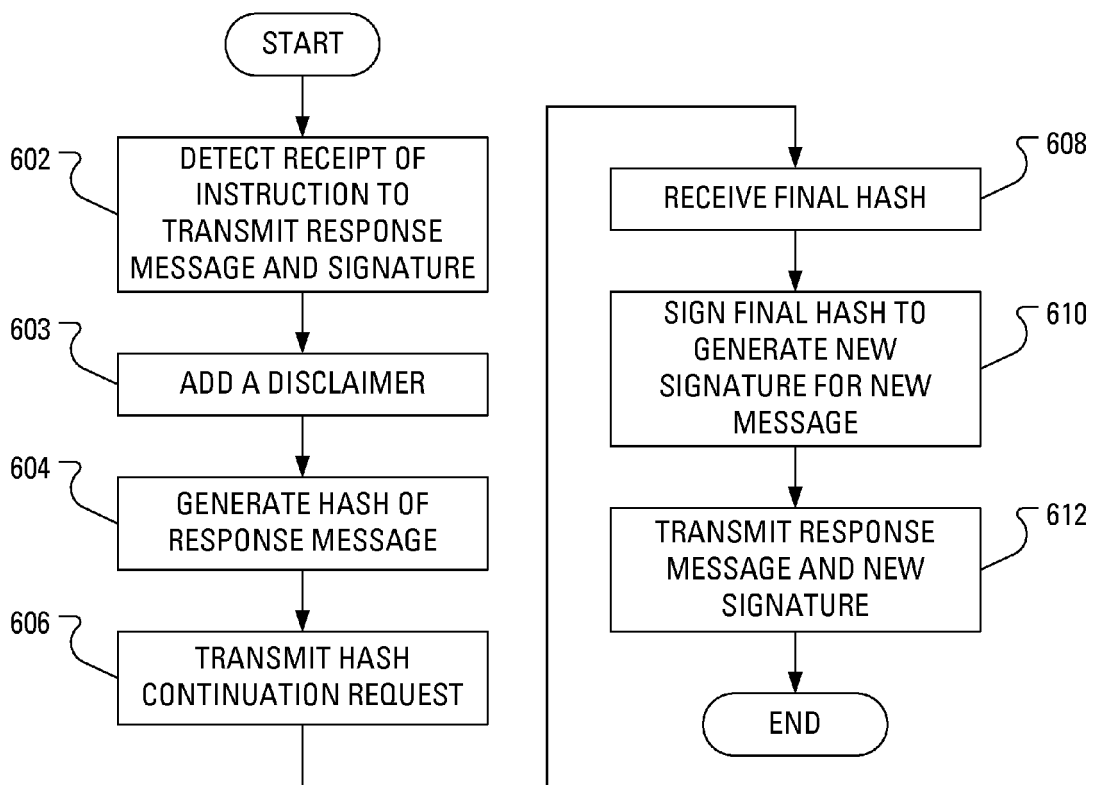 START
602
DETECT RECEIPT OF
INSTRUCTION TO
TRANSMIT RESPONSE
MESSAGE AND SIGNATURE
603
ADD A DISCLAIMER
604
GENERATE HASH OF
RESPONSE MESSAGE
606
TRANSMIT HASH
CONTINUATION REQUEST
608
RECEIVE FINAL HASH
610
SIGN FINAL HASH TO
GENERATE NEW
SIGNATURE FOR NEW
MESSAGE
612
TRANSMIT RESPONSE
MESSAGE AND NEW
SIGNATURE
END